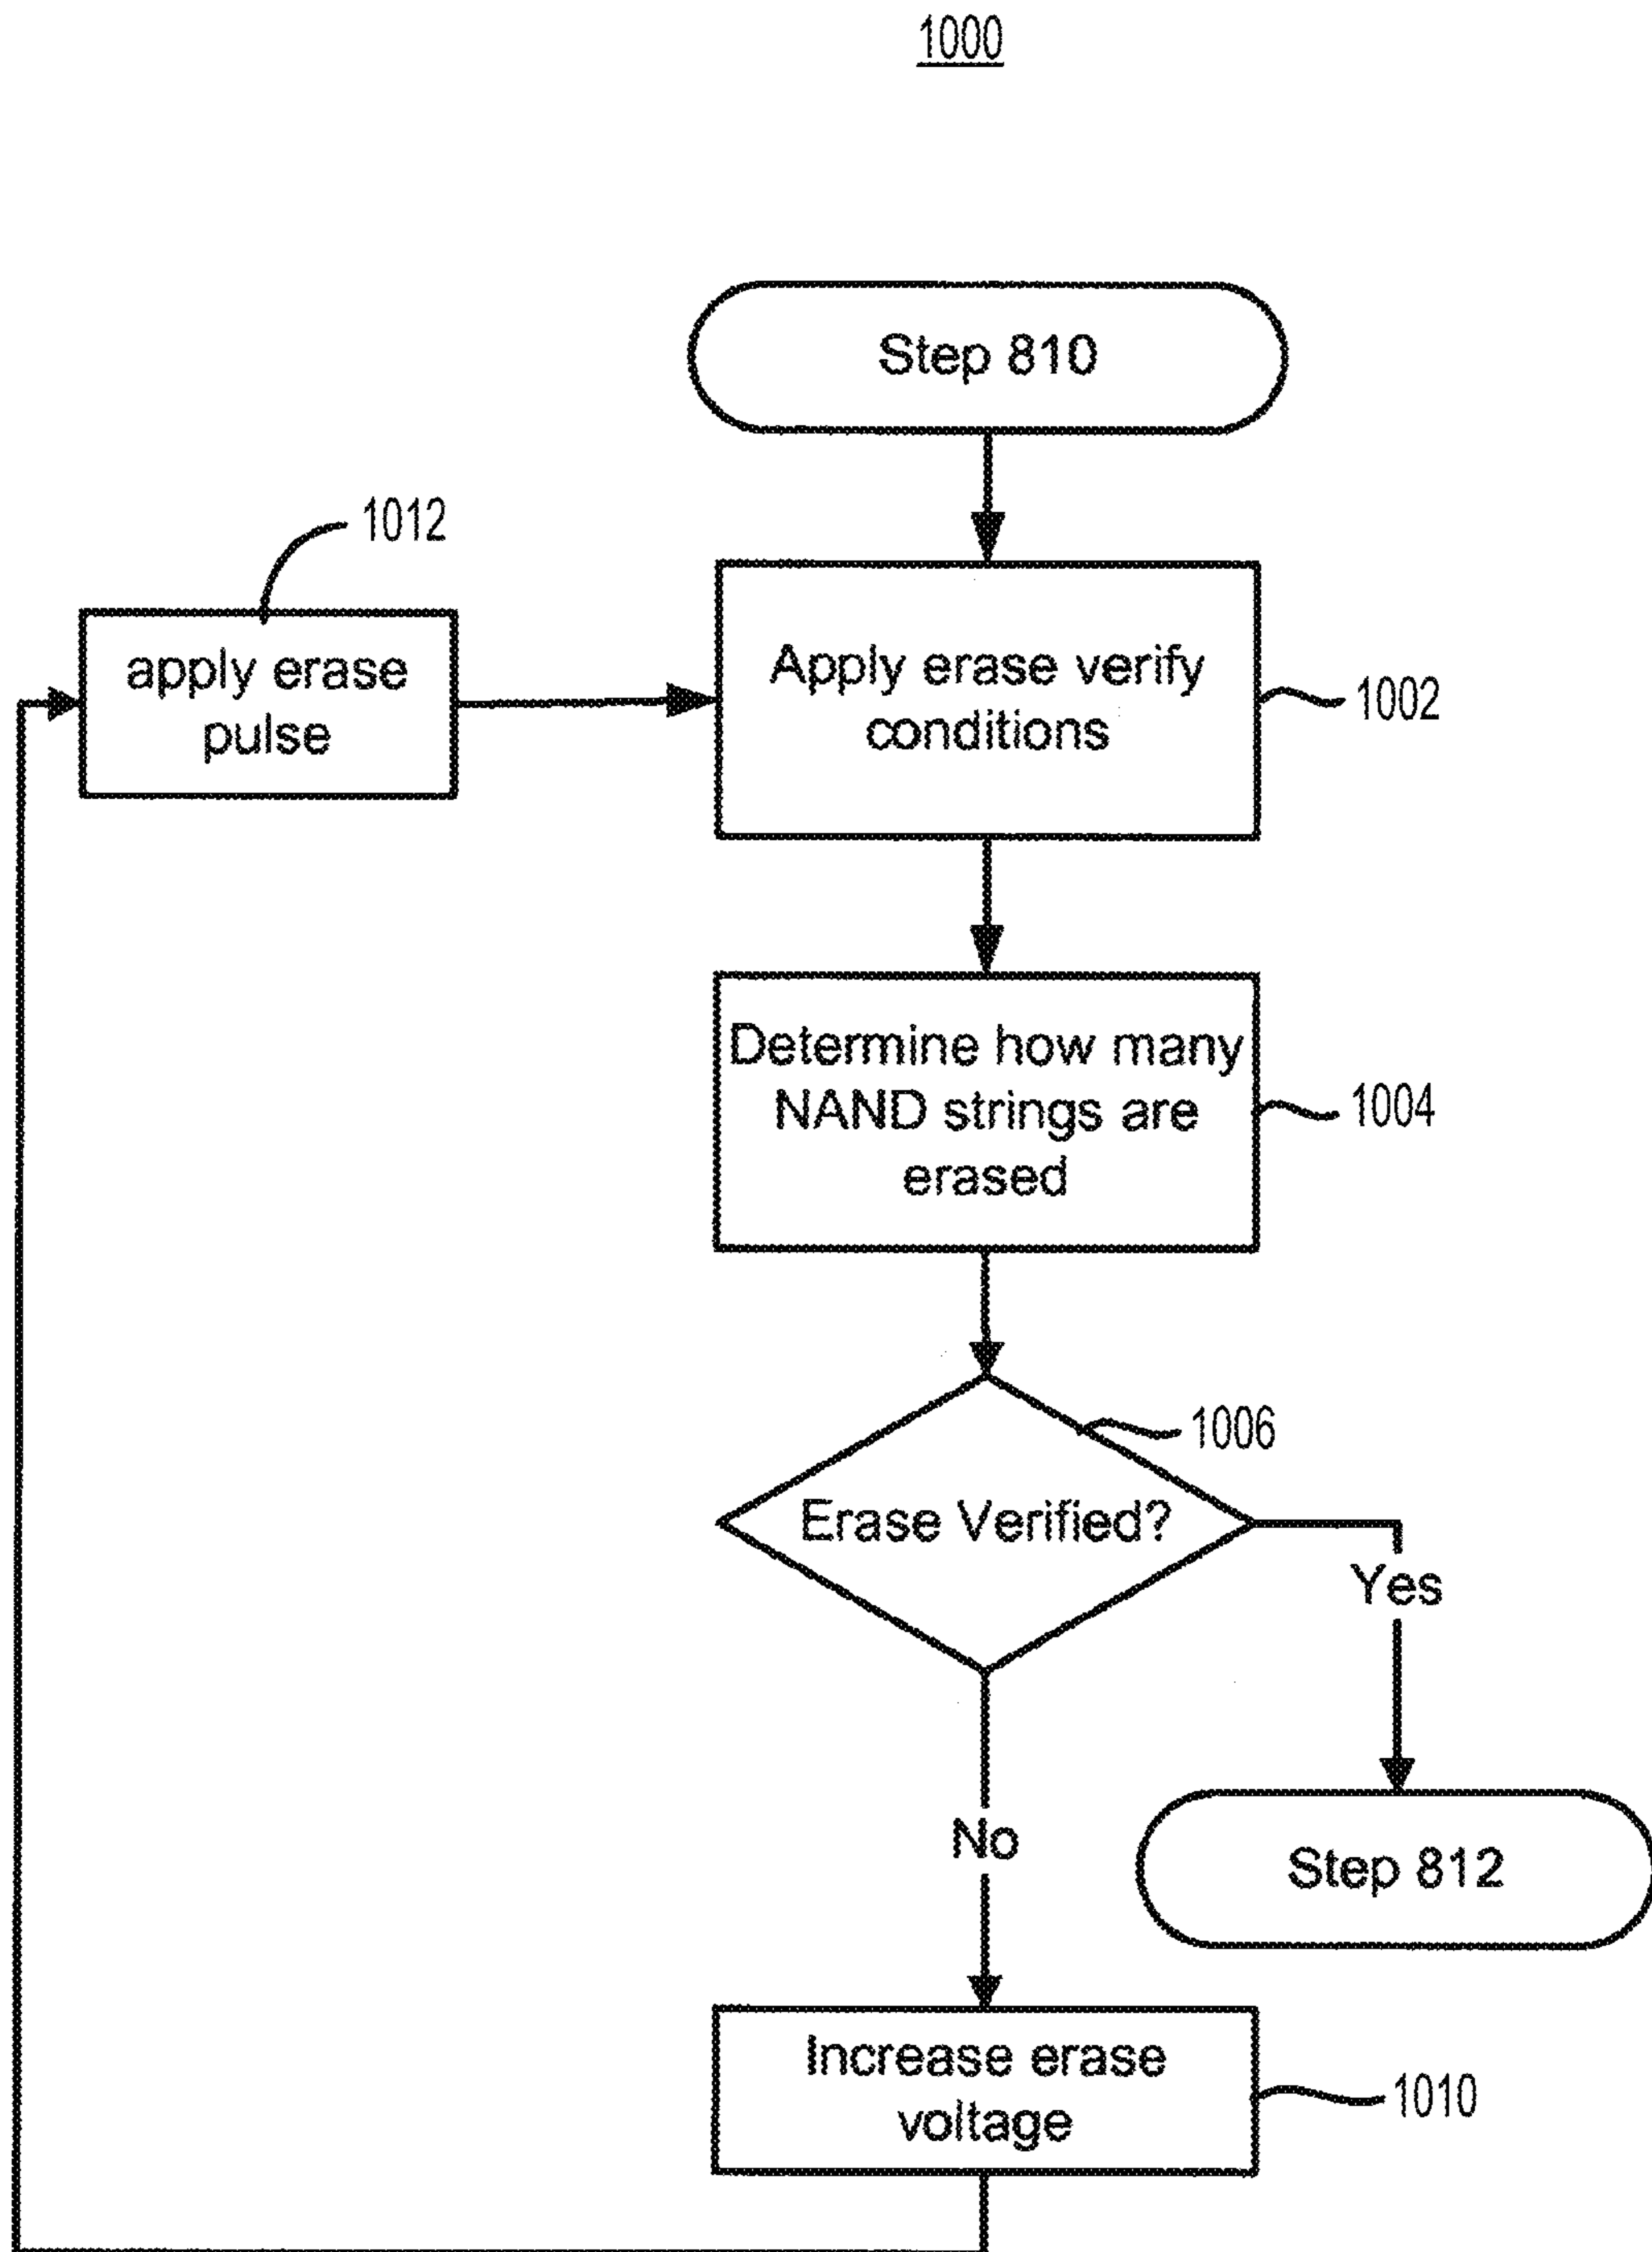 1000
Step 810
1012
apply erase
pulse
Apply erase verify
conditions
1002
Determine how many
NAND strings are
erased
1004
1006
Erase Verified?
Yes
No
Step 812
Increase erase
voltage
1010